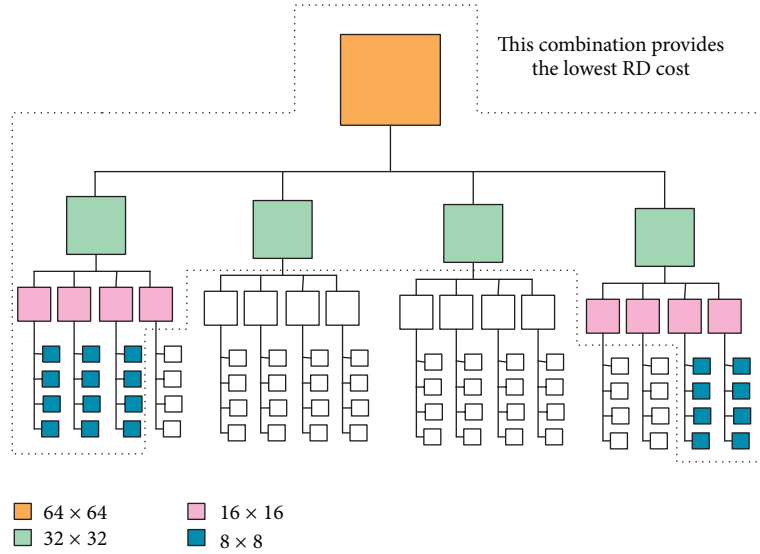 This combination provides
the lowest RD cost
64 × 64
32 × 32
16 × 16
8 × 8